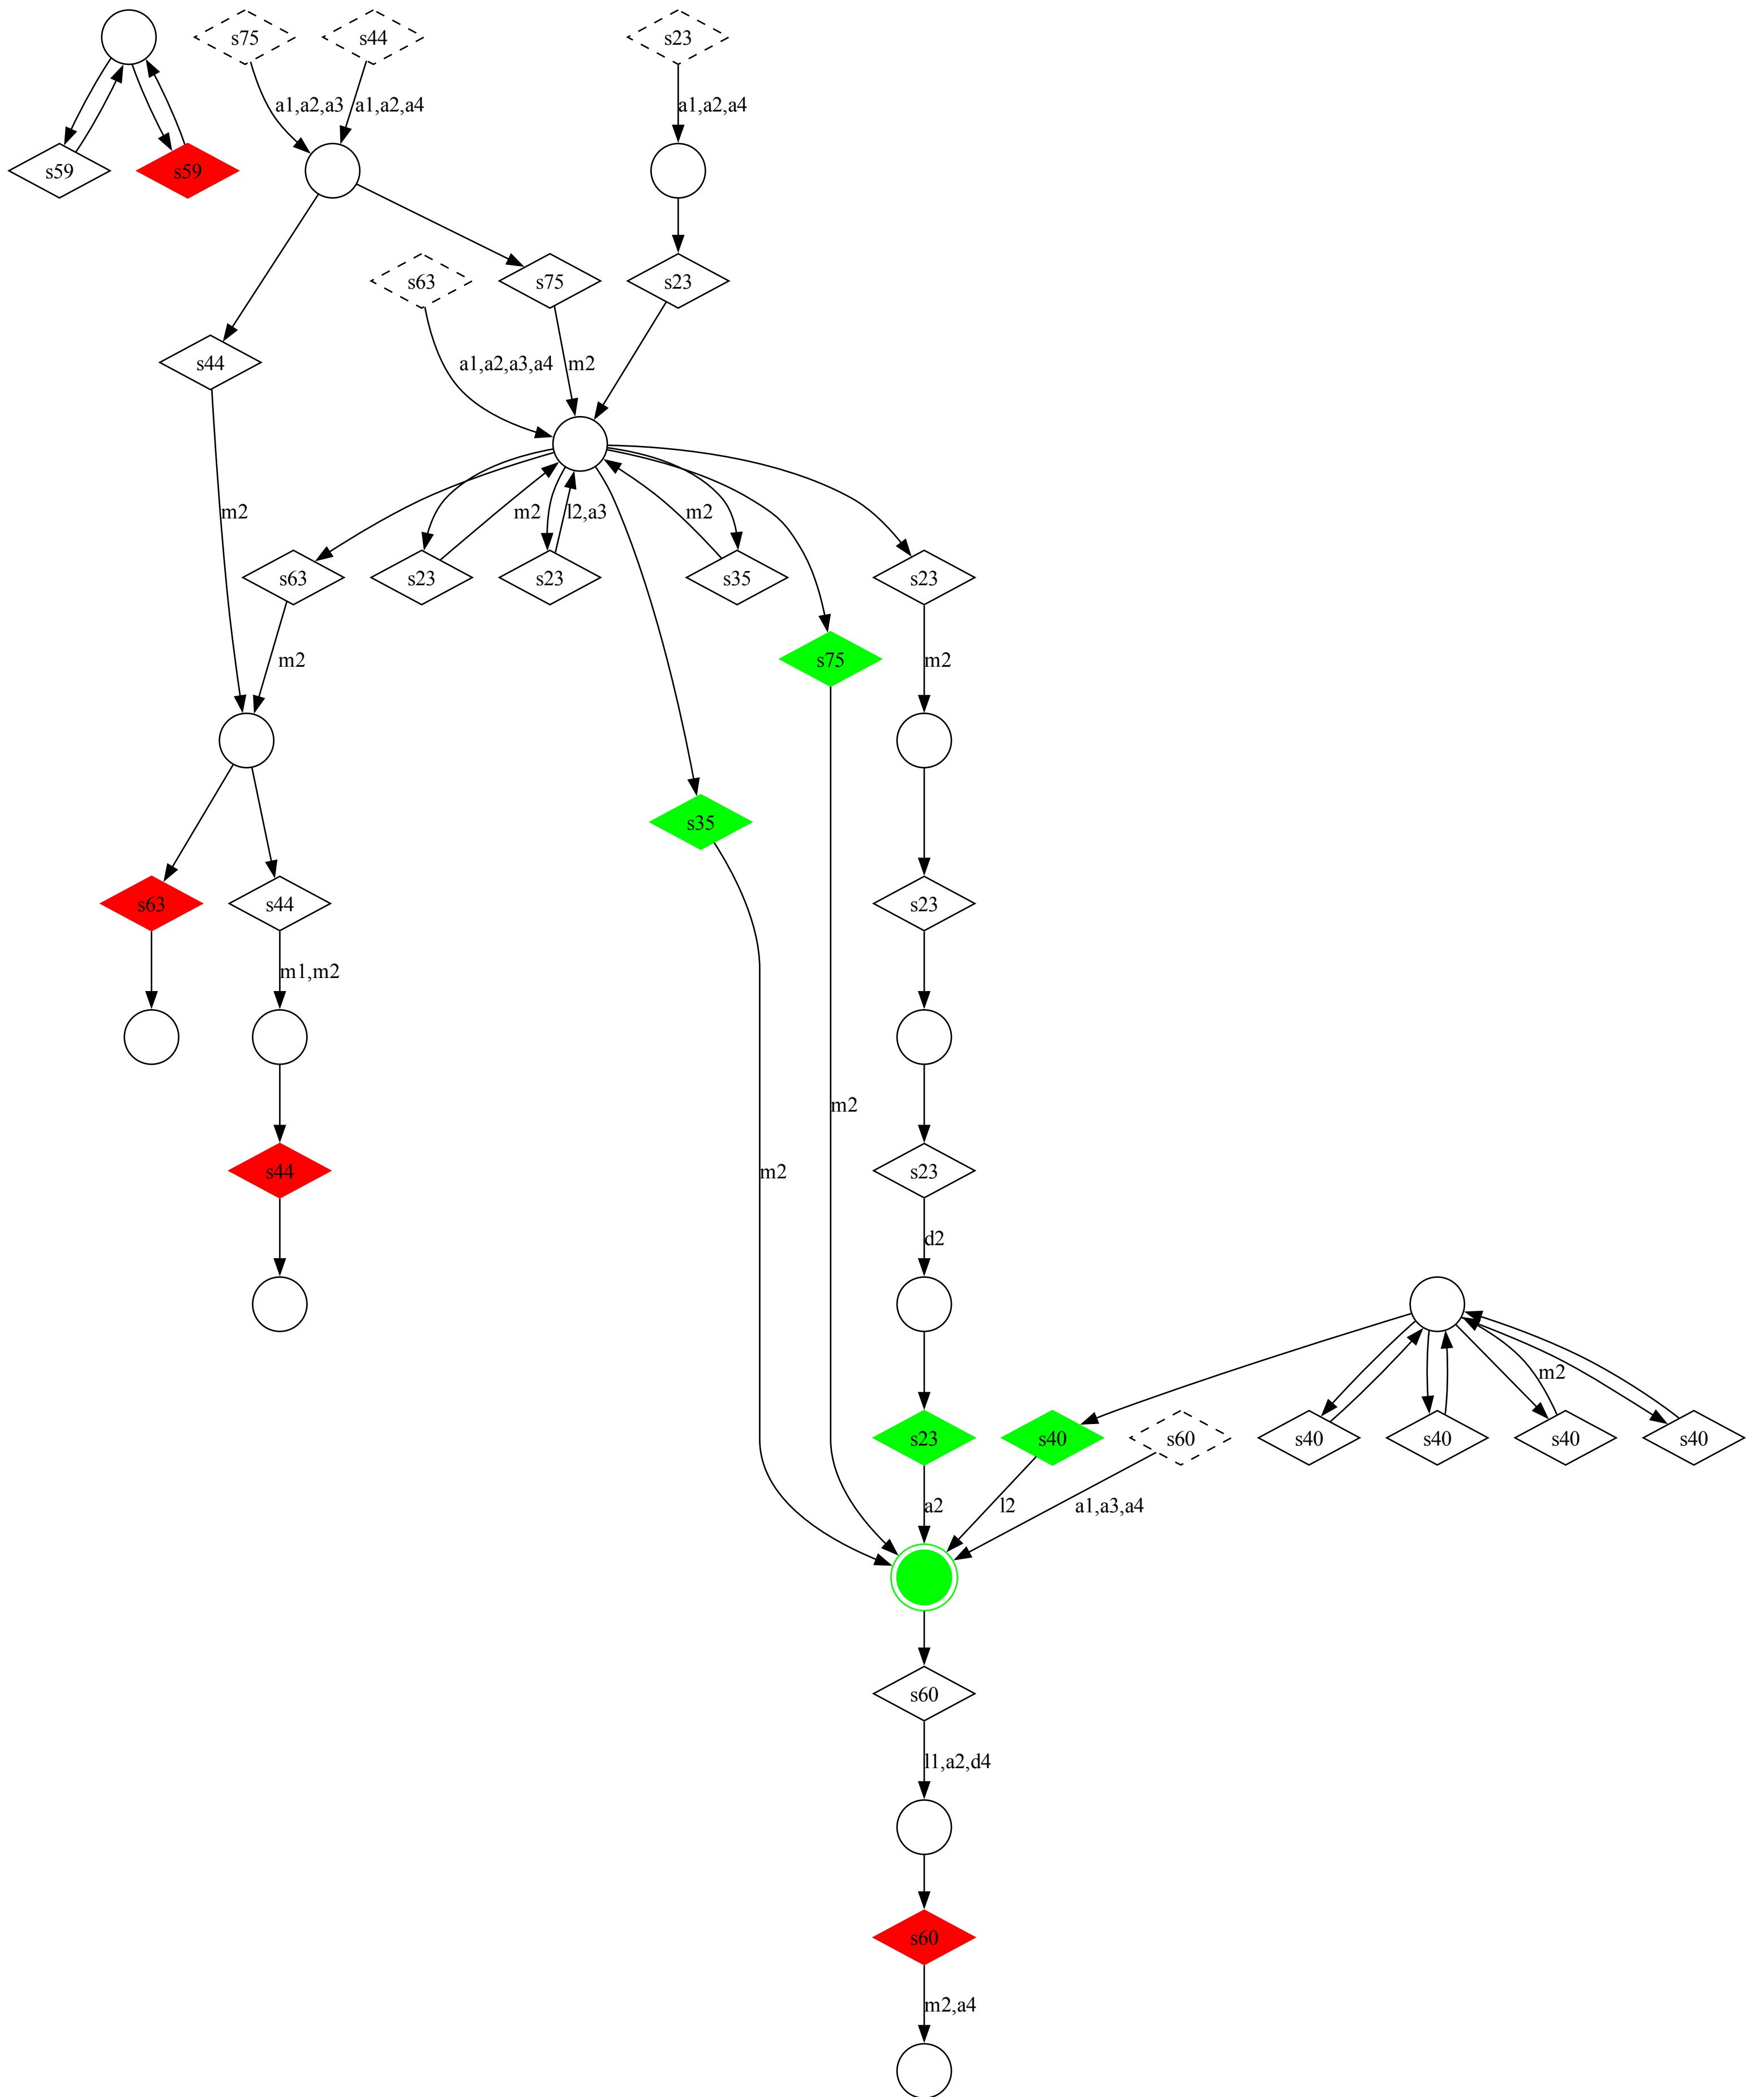 s75
s44
s23
a1,a2,a3
a1,a2,a4
a1,a2,a4
s59
s59
s63
s75
s23
s44
a1,a2,a3,a4
m2
m2
m2
l2,a3
m2
s63
s23
s23
s35
s23
m2
s75
m2
s35
s63
s44
s23
m1,m2
m2
m2
s44
s23
d2
m2
s23
s40
s60
s40
s40
s40
s40
a2
l2
a1,a3,a4
s60
l1,a2,d4
s60
m2,a4